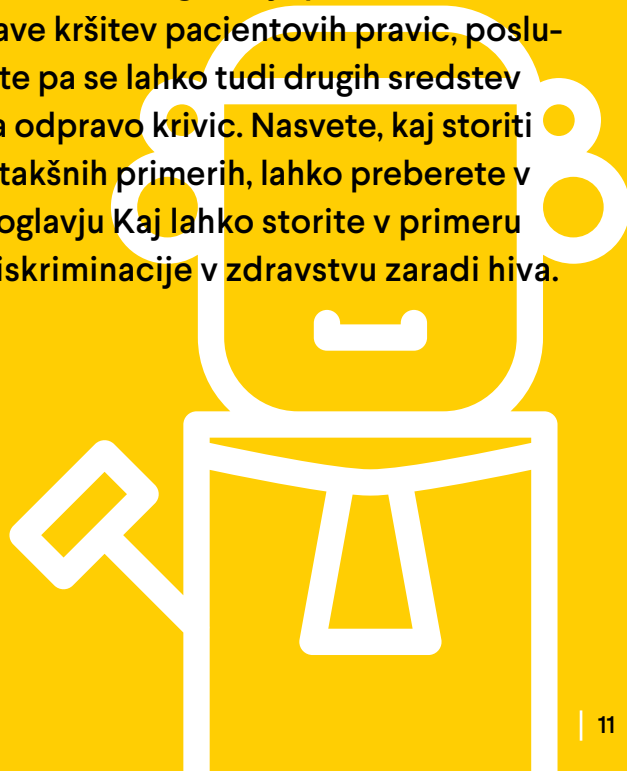 ave kršitev pacientovih pravic, poslu-
te pa se lahko tudi drugih sredstev
a odpravo krivic. Nasvete, kaj storiti
takšnih primerih, lahko preberete v
oglavju Kaj lahko storite v primeru
iskriminacije v zdravstvu zaradi hiva.
11